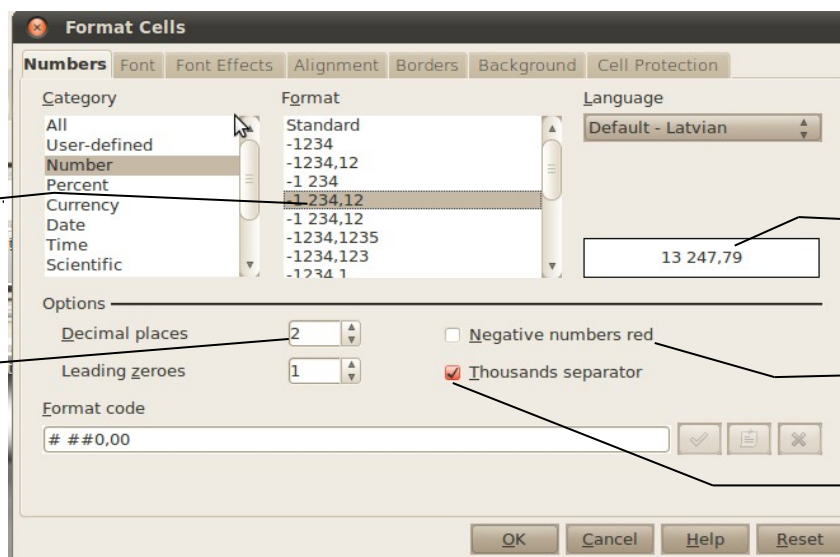 Format Cells
Numbers Font Font Effects Alignment Borders Background Cell Protection
Category Format Language
All Standard Default - Latvian
User-defined -1234
Number -1234,12
Percent -1 234
Currency -1 234,12
Date -1 234,12
Time -1234,1235
Scientific -1234,123
-1234,1
13 247,79
Options
Decimal places 2 Negative numbers red
Leading zeroes 1 Thousands separator
Format code
# ##0,00
OK Cancel Help Reset